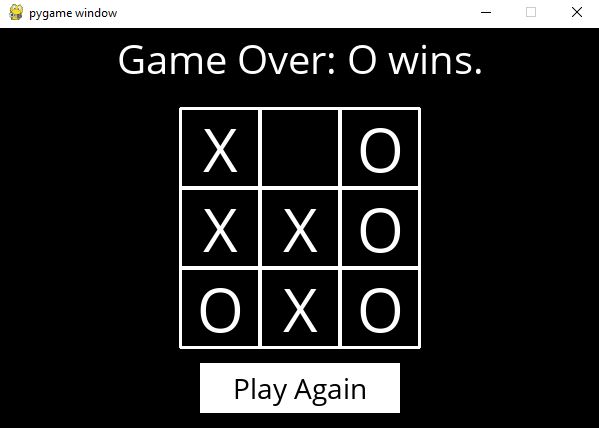 pygame window
Game Over: O wins.
X O
X X O
O X O
Play Again